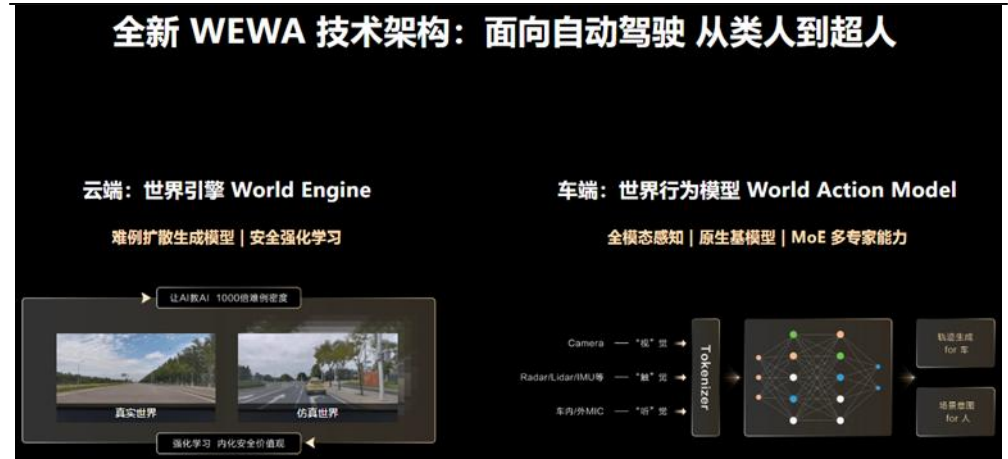 全新 WEWA 技术架构：面向自动驾驶 从类人到超人
云端：世界引擎 World Engine
难例扩散生成模型 | 安全强化学习
让AI教AI 1000倍难例密度
真实世界
仿真世界
强化学习 内化安全价值观
车端：世界行为模型 World Action Model
全模态感知 | 原生基模型 | MoE 多专家能力
Camera — “视” 觉
Radar/Lidar/IMU等 — “触” 觉
车内/外MIC — “听” 觉
Tokenizer
轨迹生成
for 车
场景意图
for 人